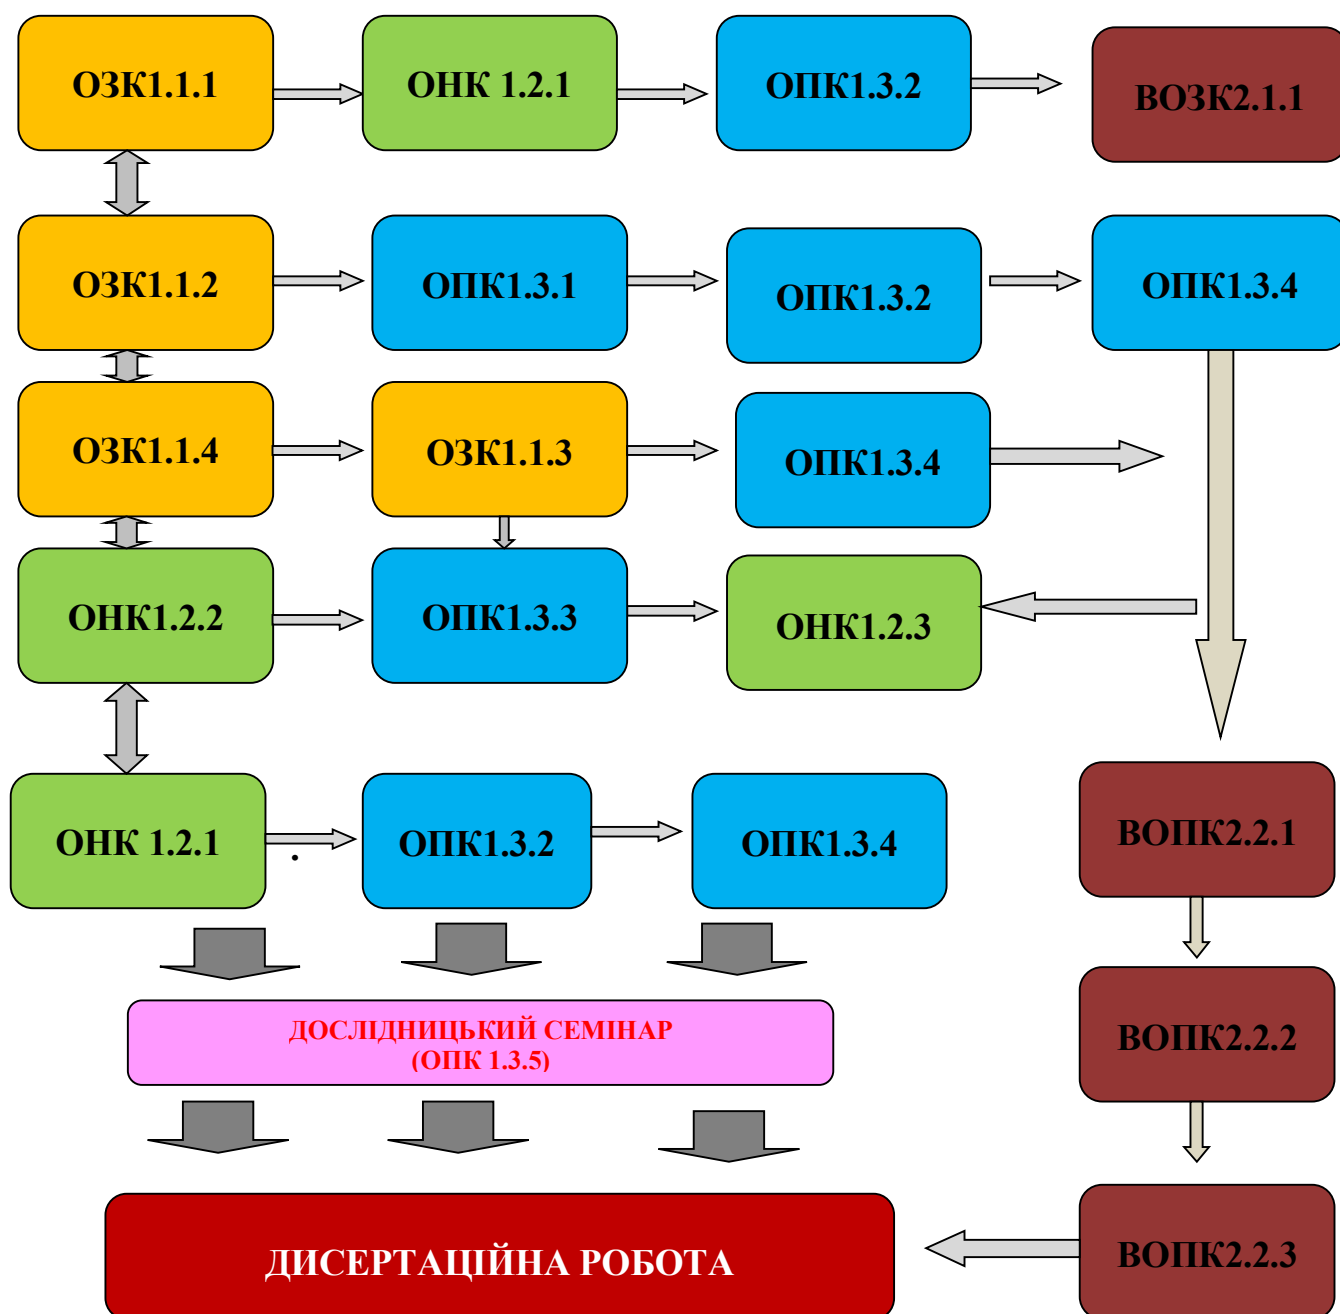 ОЗК1.1.1
ОНК 1.2.1
ОПК1.3.2
ВОЗК2.1.1
ОЗК1.1.2
ОПК1.3.1
ОПК1.3.2
ОПК1.3.4
ОЗК1.1.4
ОЗК1.1.3
ОПК1.3.4
ОНК1.2.2
ОПК1.3.3
ОНК1.2.3
ОНК 1.2.1
.
ОПК1.3.2
ОПК1.3.4
ВОПК2.2.1
ДОСЛІДНИЦЬКИЙ СЕМІНАР
(ОПК 1.3.5)
ВОПК2.2.2
ДИСЕРТАЦІЙНА РОБОТА
ВОПК2.2.3